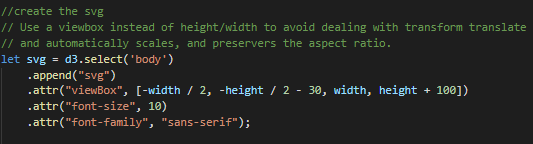 //create the svg
// Use a viewbox instead of height/width to avoid dealing with transform translate
// and automatically scales, and preservers the aspect ratio.
let svg = d3.select('body')
    .append("svg")
    .attr("viewBox", [-width / 2, -height / 2 - 30, width, height + 100])
    .attr("font-size", 10)
    .attr("font-family", "sans-serif");